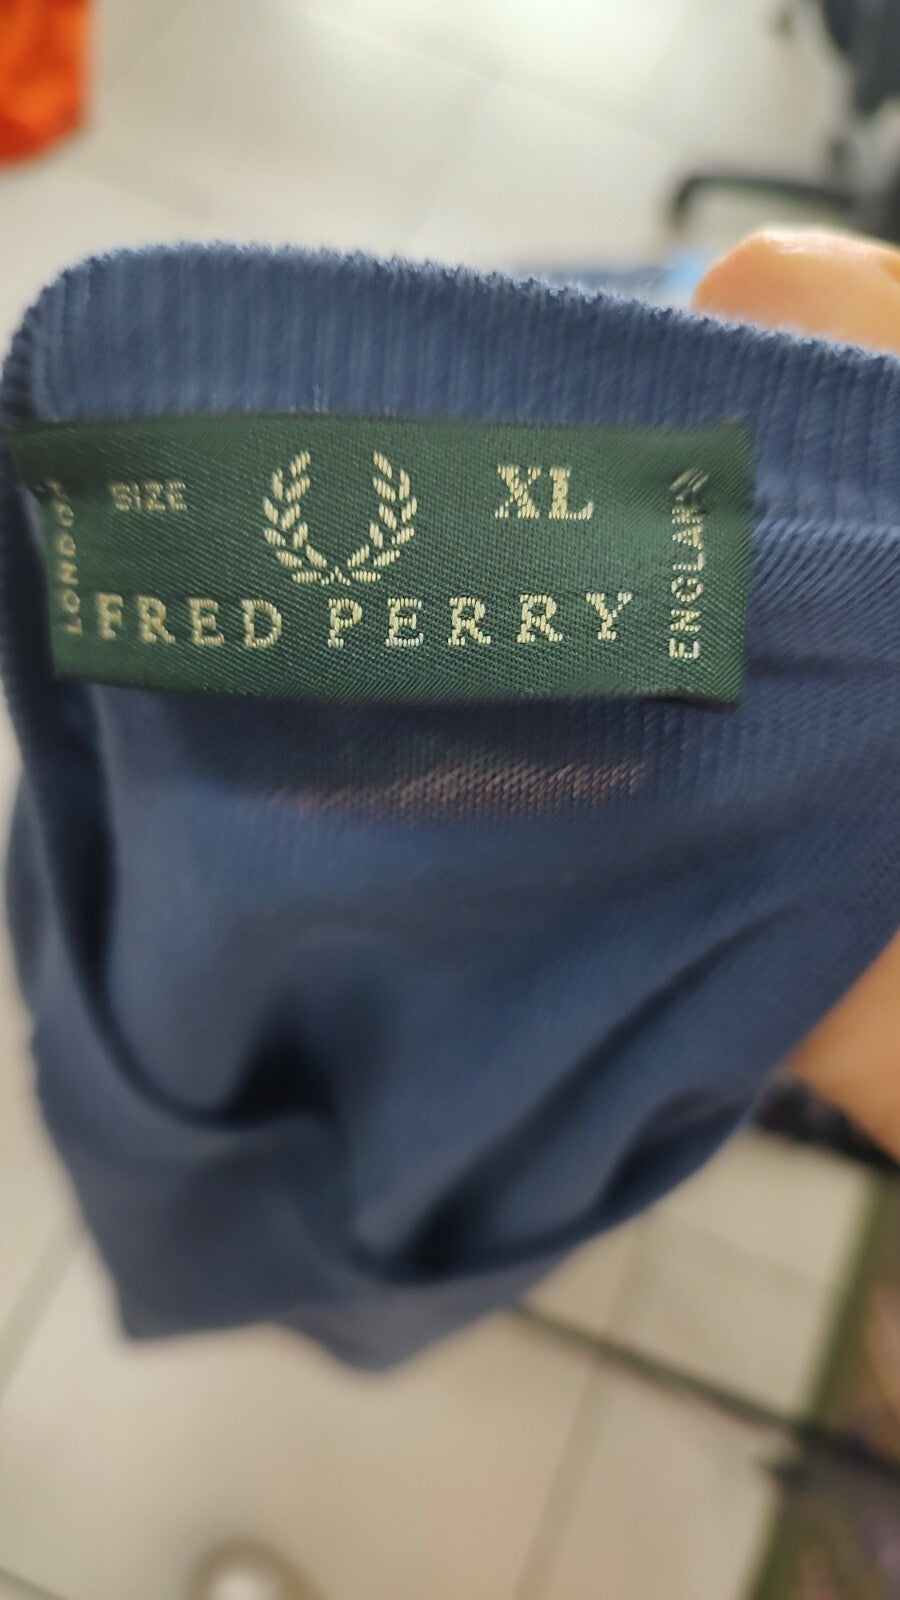 SIZE XL
FRED PERRY
LONDON
ENGLAND